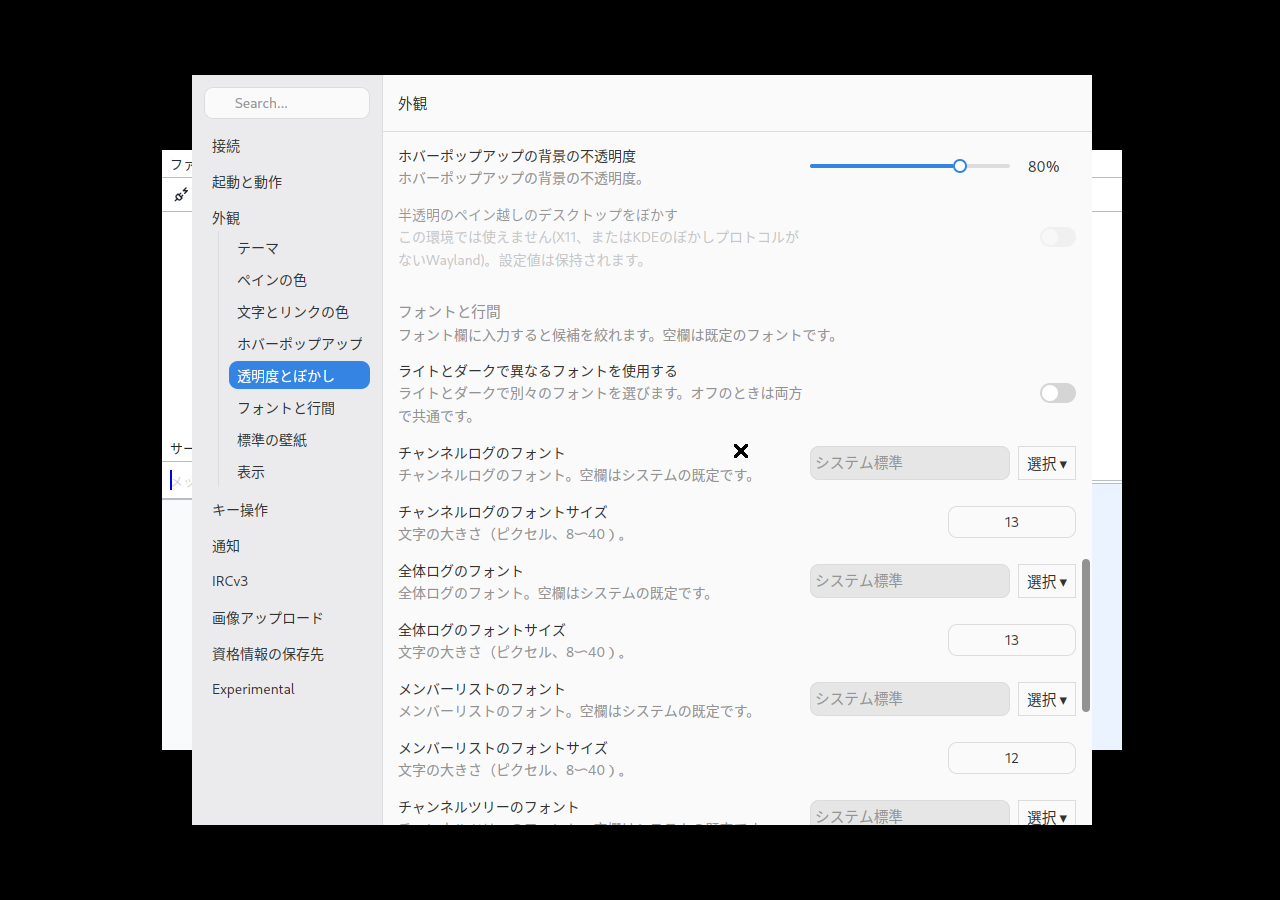 Search...
接続
起動と動作
外観
テーマ
ペインの色
文字とリンクの色
ホバーポップアップ
透明度とぼかし
フォントと行間
標準の壁紙
表示
キー操作
通知
IRCv3
画像アップロード
資格情報の保存先
Experimental
ファ
サー
メッ
外観
ホバーポップアップの背景の不透明度
ホバーポップアップの背景の不透明度。
80%
半透明のペイン越しのデスクトップをぼかす
この環境では使えません(X11、またはKDEのぼかしプロトコルが
ないWayland)。設定値は保持されます。
フォントと行間
フォント欄に入力すると候補を絞れます。空欄は既定のフォントです。
ライトとダークで異なるフォントを使用する
ライトとダークで別々のフォントを選びます。オフのときは両方
で共通です。
チャンネルログのフォント
チャンネルログのフォント。空欄はシステムの既定です。
システム標準
選択▾
チャンネルログのフォントサイズ
文字の大きさ（ピクセル、8〜40）。
13
全体ログのフォント
全体ログのフォント。空欄はシステムの既定です。
システム標準
選択▾
全体ログのフォントサイズ
文字の大きさ（ピクセル、8〜40）。
13
メンバーリストのフォント
メンバーリストのフォント。空欄はシステムの既定です。
システム標準
選択▾
メンバーリストのフォントサイズ
文字の大きさ（ピクセル、8〜40）。
12
チャンネルツリーのフォント
システム標準
選択▾